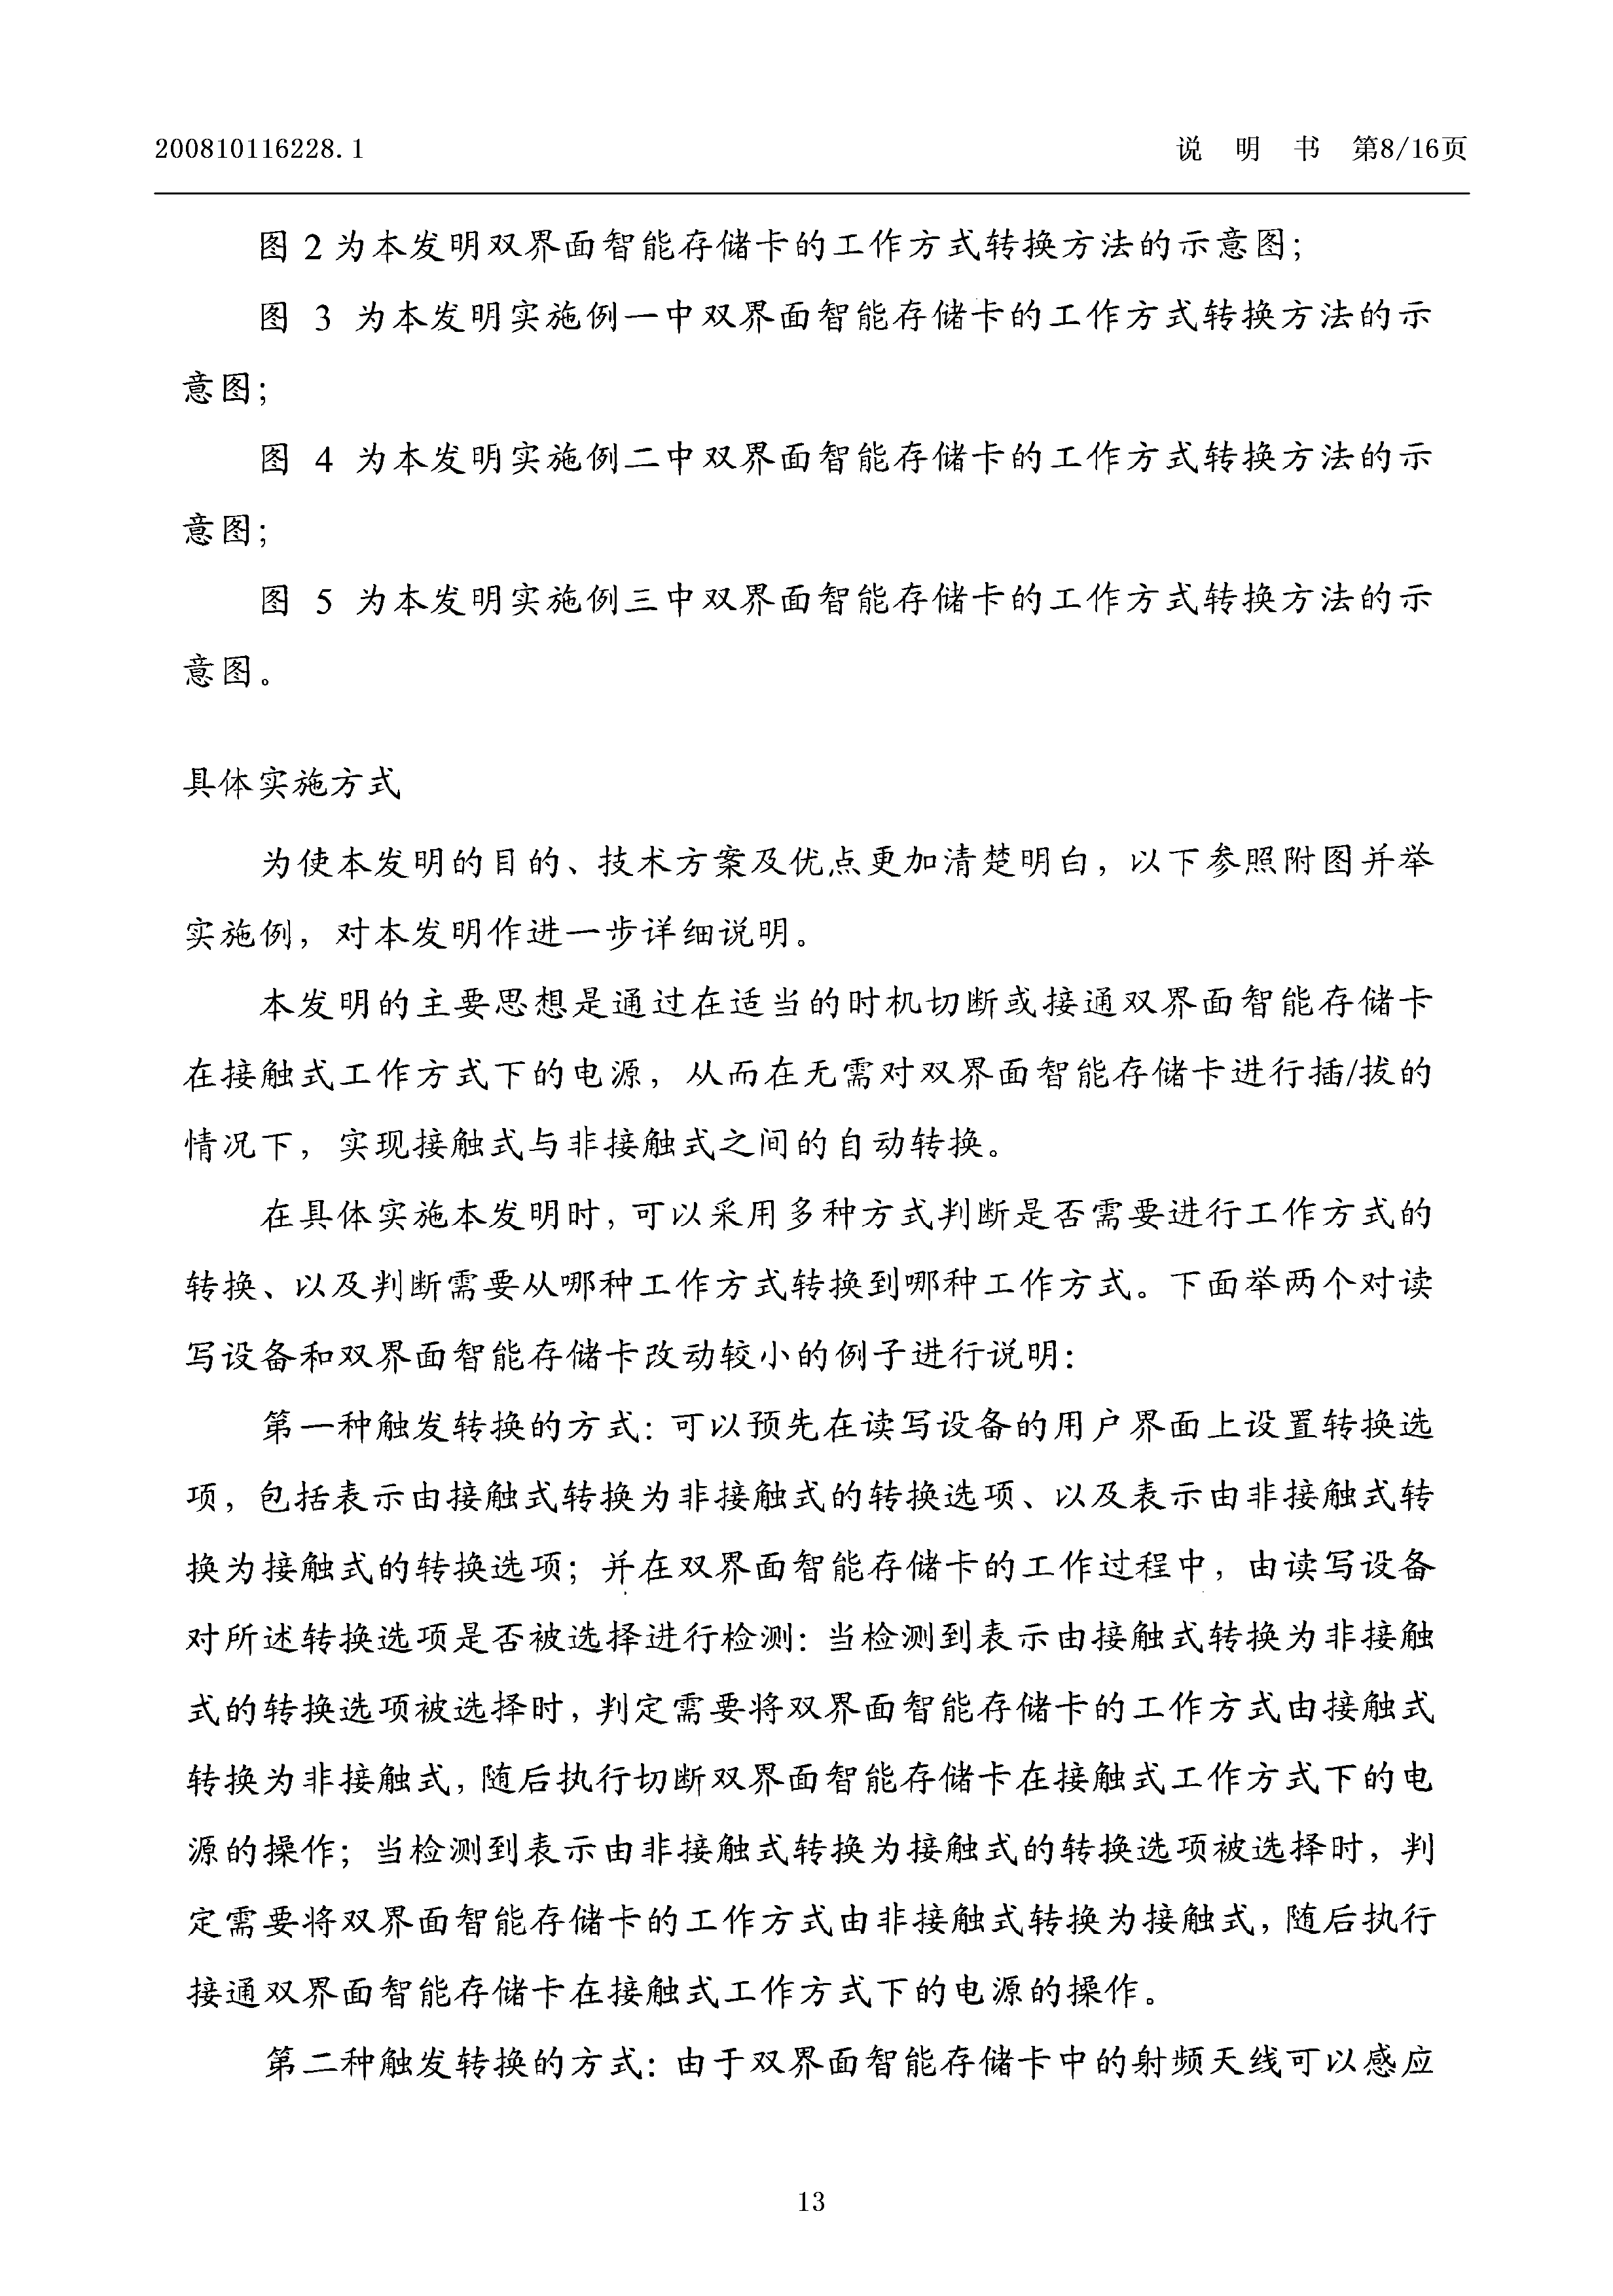 200810116228.1 说 明 书 第8/16页
图 2 为本发明双界面智能存储卡的工作方式转换方法的示意图；
图 3 为本发明实施例一中双界面智能存储卡的工作方式转换方法的示
意图；
图 4 为本发明实施例二中双界面智能存储卡的工作方式转换方法的示
意图；
图 5 为本发明实施例三中双界面智能存储卡的工作方式转换方法的示
意图。
具体实施方式
为使本发明的目的、技术方案及优点更加清楚明白，以下参照附图并举
实施例，对本发明作进一步详细说明。
本发明的主要思想是通过在适当的时机切断或接通双界面智能存储卡
在接触式工作方式下的电源，从而在无需对双界面智能存储卡进行插/拔的
情况下，实现接触式与非接触式之间的自动转换。
在具体实施本发明时，可以采用多种方式判断是否需要进行工作方式的
转换、以及判断需要从哪种工作方式转换到哪种工作方式。下面举两个对读
写设备和双界面智能存储卡改动较小的例子进行说明：
第一种触发转换的方式：可以预先在读写设备的用户界面上设置转换选
项，包括表示由接触式转换为非接触式的转换选项、以及表示由非接触式转
换为接触式的转换选项；并在双界面智能存储卡的工作过程中，由读写设备
对所述转换选项是否被选择进行检测：当检测到表示由接触式转换为非接触
式的转换选项被选择时，判定需要将双界面智能存储卡的工作方式由接触式
转换为非接触式，随后执行切断双界面智能存储卡在接触式工作方式下的电
源的操作；当检测到表示由非接触式转换为接触式的转换选项被选择时，判
定需要将双界面智能存储卡的工作方式由非接触式转换为接触式，随后执行
接通双界面智能存储卡在接触式工作方式下的电源的操作。
第二种触发转换的方式：由于双界面智能存储卡中的射频天线可以感应
13